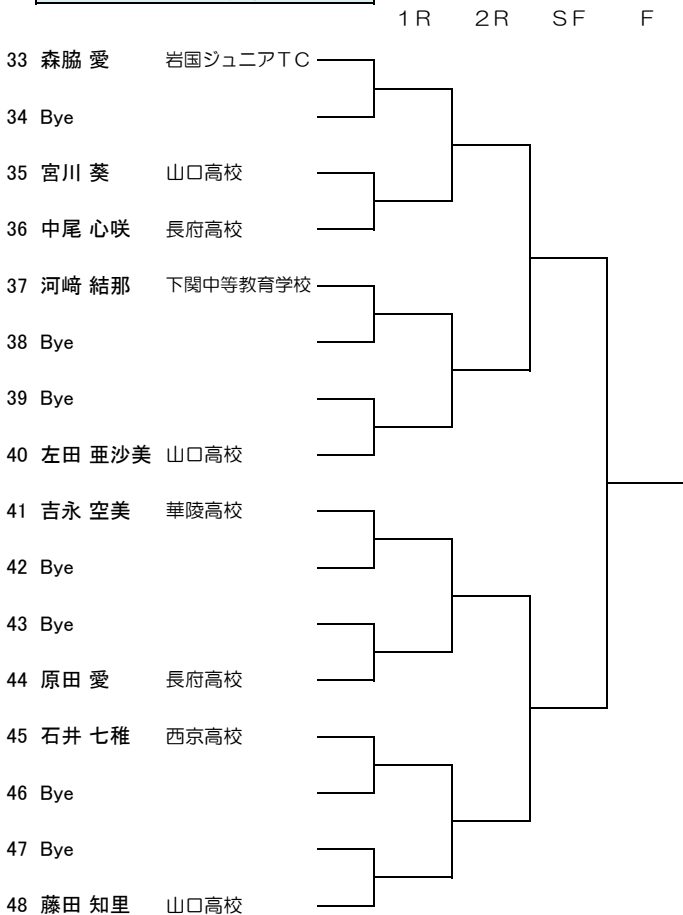 １Ｒ ２Ｒ ＳＦ Ｆ
33 森脇 愛 岩国ジュニアＴＣ
34 Bye
35 宮川 葵 山口高校
36 中尾 心咲 長府高校
37 河﨑 結那 下関中等教育学校
38 Bye
39 Bye
40 左田 亜沙美 山口高校
41 吉永 空美 華陵高校
42 Bye
43 Bye
44 原田 愛 長府高校
45 石井 七稚 西京高校
46 Bye
47 Bye
48 藤田 知里 山口高校